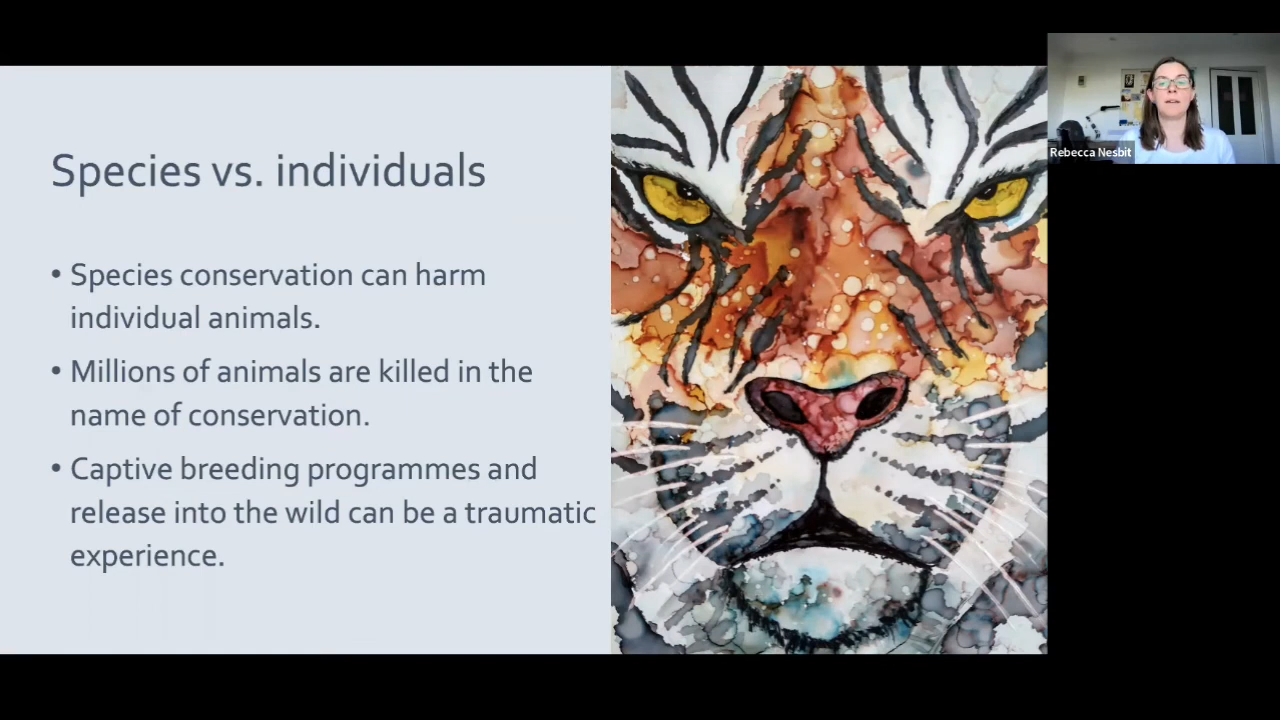 Species vs. individuals
• Species conservation can harm
individual animals.
• Millions of animals are killed in the
name of conservation.
• Captive breeding programmes and
release into the wild can be a traumatic
experience.
Rebecca Nesbit